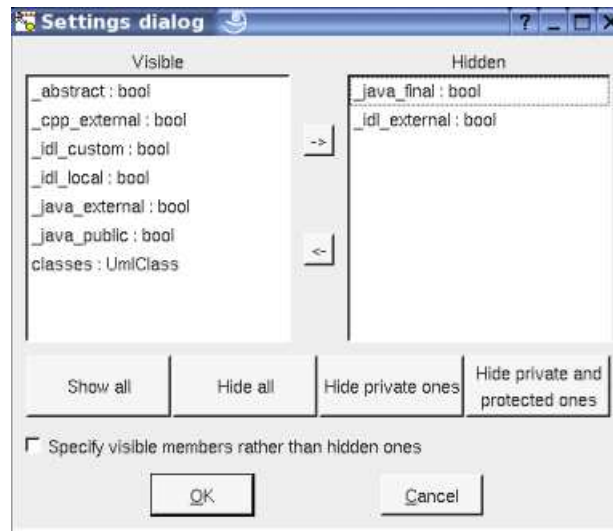 Settings dialog
Visible
Hidden
_abstract : bool
_cpp_external : bool
_idl_custom : bool
_idl_local : bool
_java_external : bool
_java_public : bool
classes : UmlClass
->
<-
_java_final : bool
_idl_external : bool
Show all
Hide all
Hide private ones
Hide private and
protected ones
Specify visible members rather than hidden ones
OK
Cancel